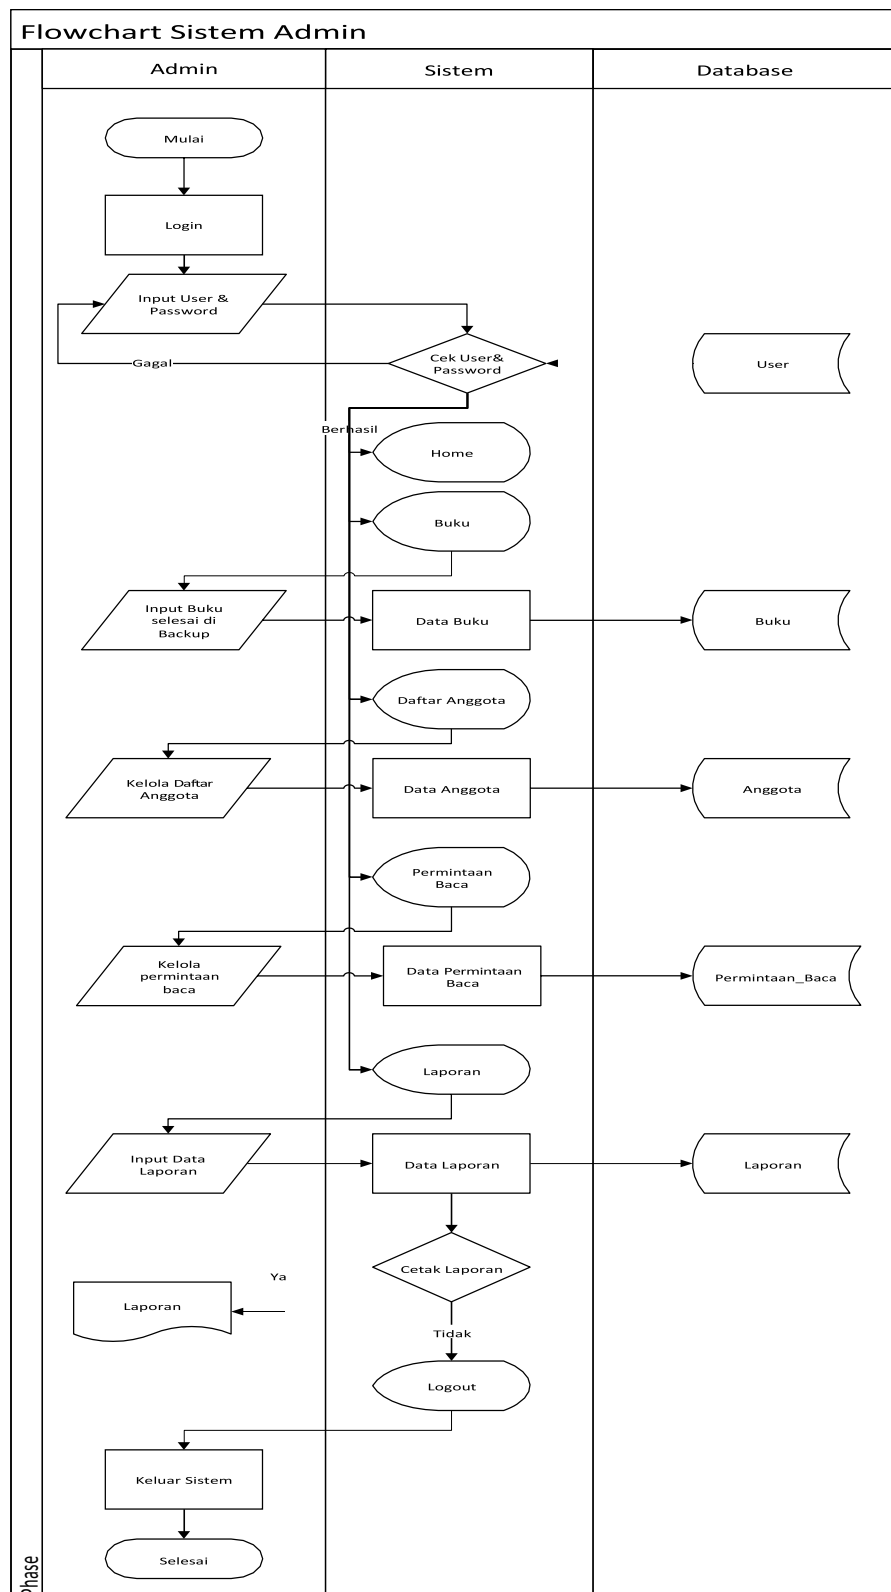 Flowchart Sistem Admin
Admin
Sistem
Database
Mulai
Login
Input User &
Password
Cek User&
Password
Gagal
User
Berhasil
Home
Buku
Input Buku
selesai di
Backup
Data Buku
Buku
Daftar Anggota
Kelola Daftar
Anggota
Data Anggota
Anggota
Permintaan
Baca
Kelola
permintaan
baca
Data Permintaan
Baca
Permintaan_Baca
Laporan
Input Data
Laporan
Data Laporan
Laporan
Cetak Laporan
Ya
Laporan
Tidak
Logout
Keluar Sistem
Selesai
Phase